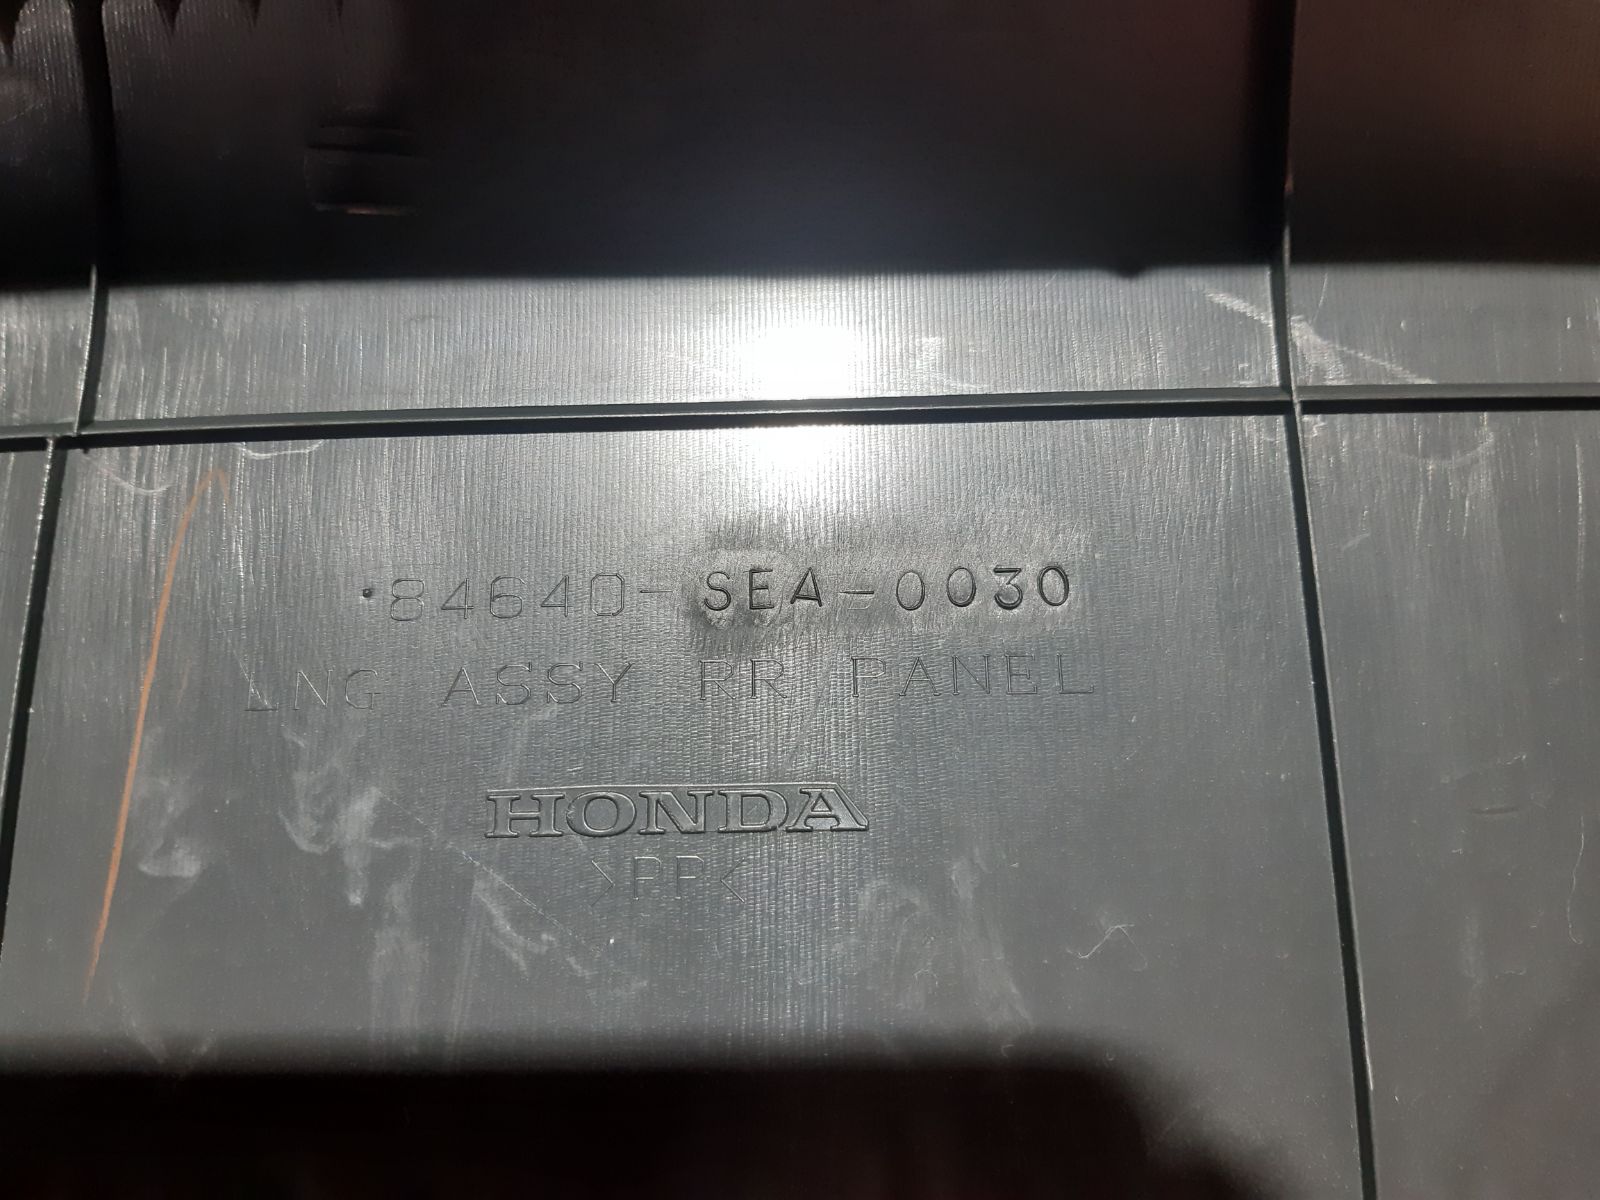 84640-SEA-0030
LNG ASSY RR PANEL
HONDA
>PP<